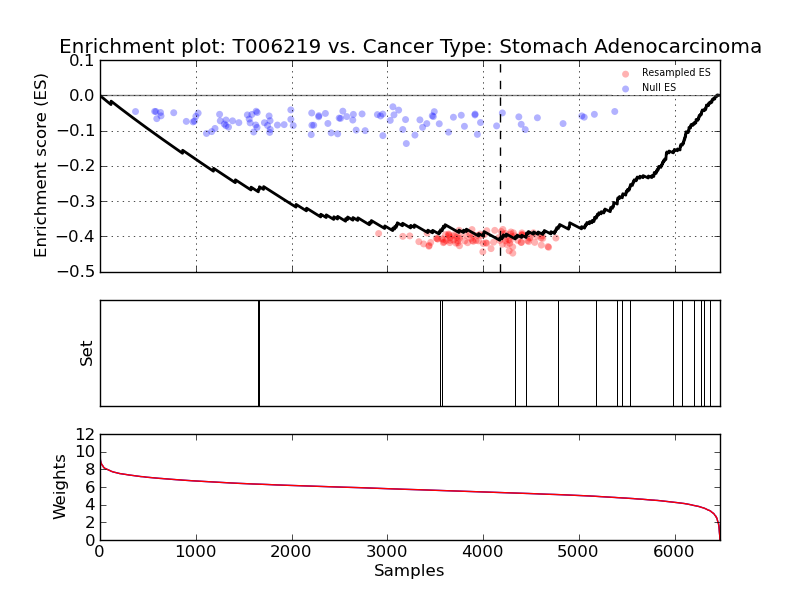 Enrichment plot: T006219 vs. Cancer Type: Stomach Adenocarcinoma
0.1
0.0
−0.1
−0.2
−0.3
−0.4
−0.5
Enrichment score (ES)
Resampled ES
Null ES
Set
12
10
8
6
4
2
0
Weights
0 1000 2000 3000 4000 5000 6000
Samples